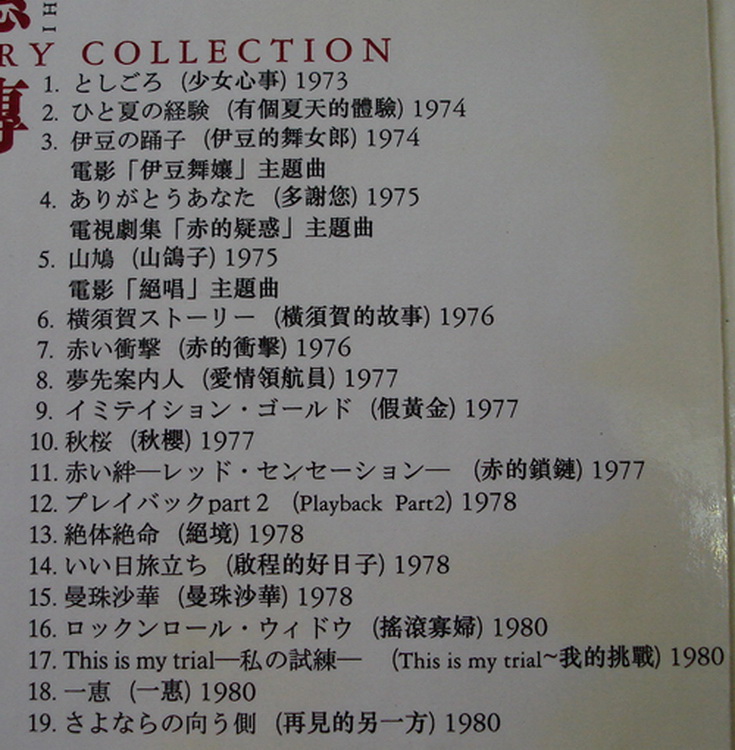 HI
RY COLLECTION
傳
1. としごろ (少女心事) 1973
2. ひと夏の経験 (有個夏天的體驗) 1974
3. 伊豆の踊子 (伊豆的舞女郎) 1974
電影「伊豆舞孃」主題曲
4. ありがとうあなた (多謝您) 1975
電視劇集「赤的疑惑」主題曲
5. 山鳩 (山鴿子) 1975
電影「絕唱」主題曲
6. 横須賀ストーリー (橫須賀的故事) 1976
7. 赤い衝撃 (赤的衝擊) 1976
8. 夢先案内人 (愛情領航員) 1977
9. イミテイション・ゴールド (假黃金) 1977
10. 秋桜 (秋櫻) 1977
11. 赤い絆—レッド・センセーション— (赤的鎖鏈) 1977
12. プレイバックpart 2 (Playback Part2) 1978
13. 絶体絶命 (絕境) 1978
14. いい日旅立ち (啟程的好日子) 1978
15. 曼珠沙華 (曼珠沙華) 1978
16. ロックンロール・ウィドウ (搖滾寡婦) 1980
17. This is my trial—私の試練— (This is my trial~我的挑戰) 1980
18. 一恵 (一惠) 1980
19. さよならの向う側 (再見的另一方) 1980